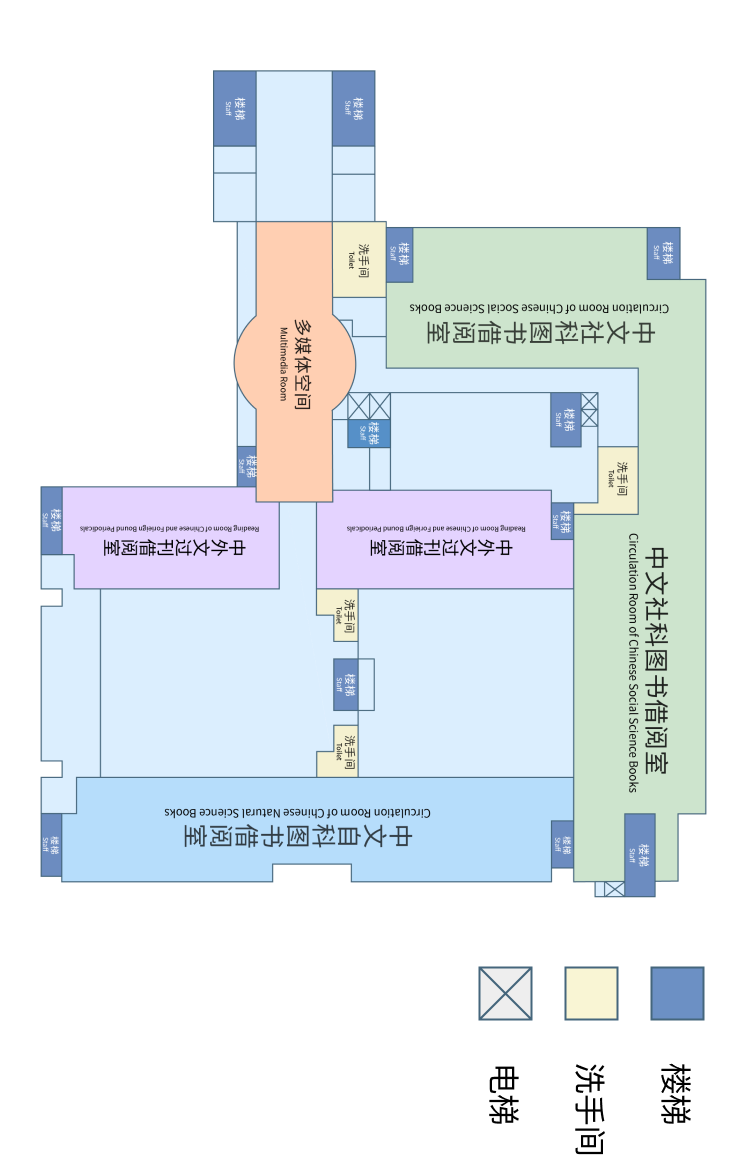 楼梯
Staff
楼梯
Staff
洗手间
Toilet
楼梯
Staff
楼梯
Staff
多媒体空间
Multimedia Room
中文社科图书借阅室
Circulation Room of Chinese Social Science Books
楼梯
Staff
楼梯
Staff
楼梯
Staff
洗手间
Toilet
楼梯
Staff
中外文过刊借阅室
Reading Room of Chinese and Foreign Bound Periodicals
中外文过刊借阅室
Reading Room of Chinese and Foreign Bound Periodicals
楼梯
Staff
中文社科图书借阅室
Circulation Room of Chinese Social Science Books
洗手间
Toilet
楼梯
Staff
洗手间
Toilet
中文自科图书借阅室
Circulation Room of Chinese Natural Science Books
楼梯
Staff
楼梯
Staff
楼梯
Staff
电梯
洗手间
楼梯